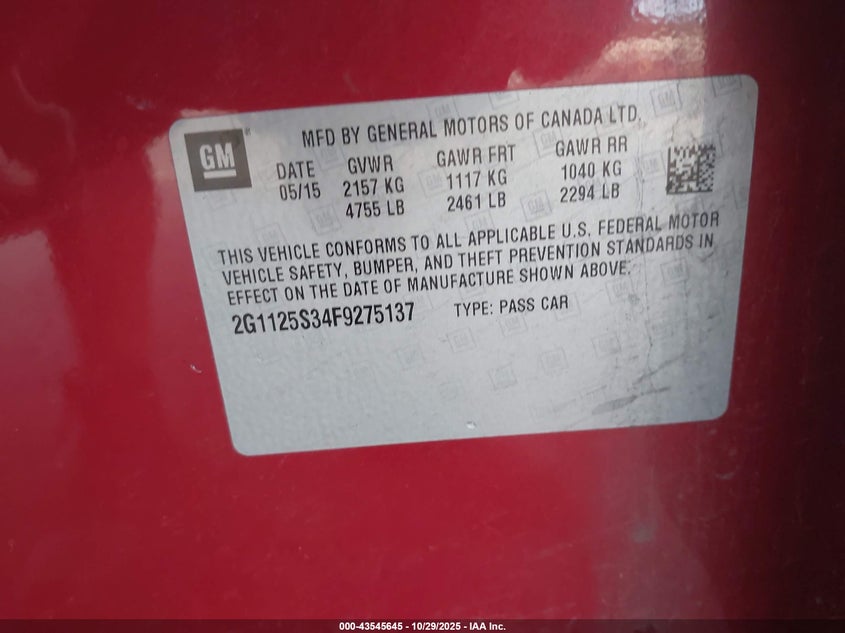 GM
MFD BY GENERAL MOTORS OF CANADA LTD.
DATE GVWR GAWR FRT GAWR RR
05/15 2157 KG 1117 KG 1040 KG
4755 LB 2461 LB 2294 LB
THIS VEHICLE CONFORMS TO ALL APPLICABLE U.S. FEDERAL MOTOR
VEHICLE SAFETY, BUMPER, AND THEFT PREVENTION STANDARDS IN
EFFECT ON THE DATE OF MANUFACTURE SHOWN ABOVE.
2G1125S34F9275137 TYPE: PASS CAR
000-43545645 / 10/29/2025 - IAA Inc.